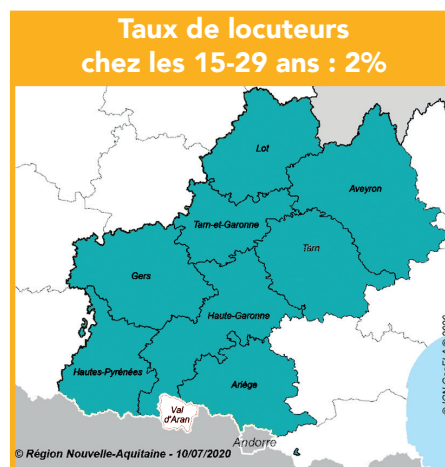 Taux de locuteurs
chez les 15-29 ans : 2%
Lot
Aveyron
Tarn-et-Garonne
Tarn
Gers
Haute-Garonne
Hautes-Pyrénées
Ariège
Val
d'Aran
Andorre
© Région Nouvelle-Aquitaine - 10/07/2020